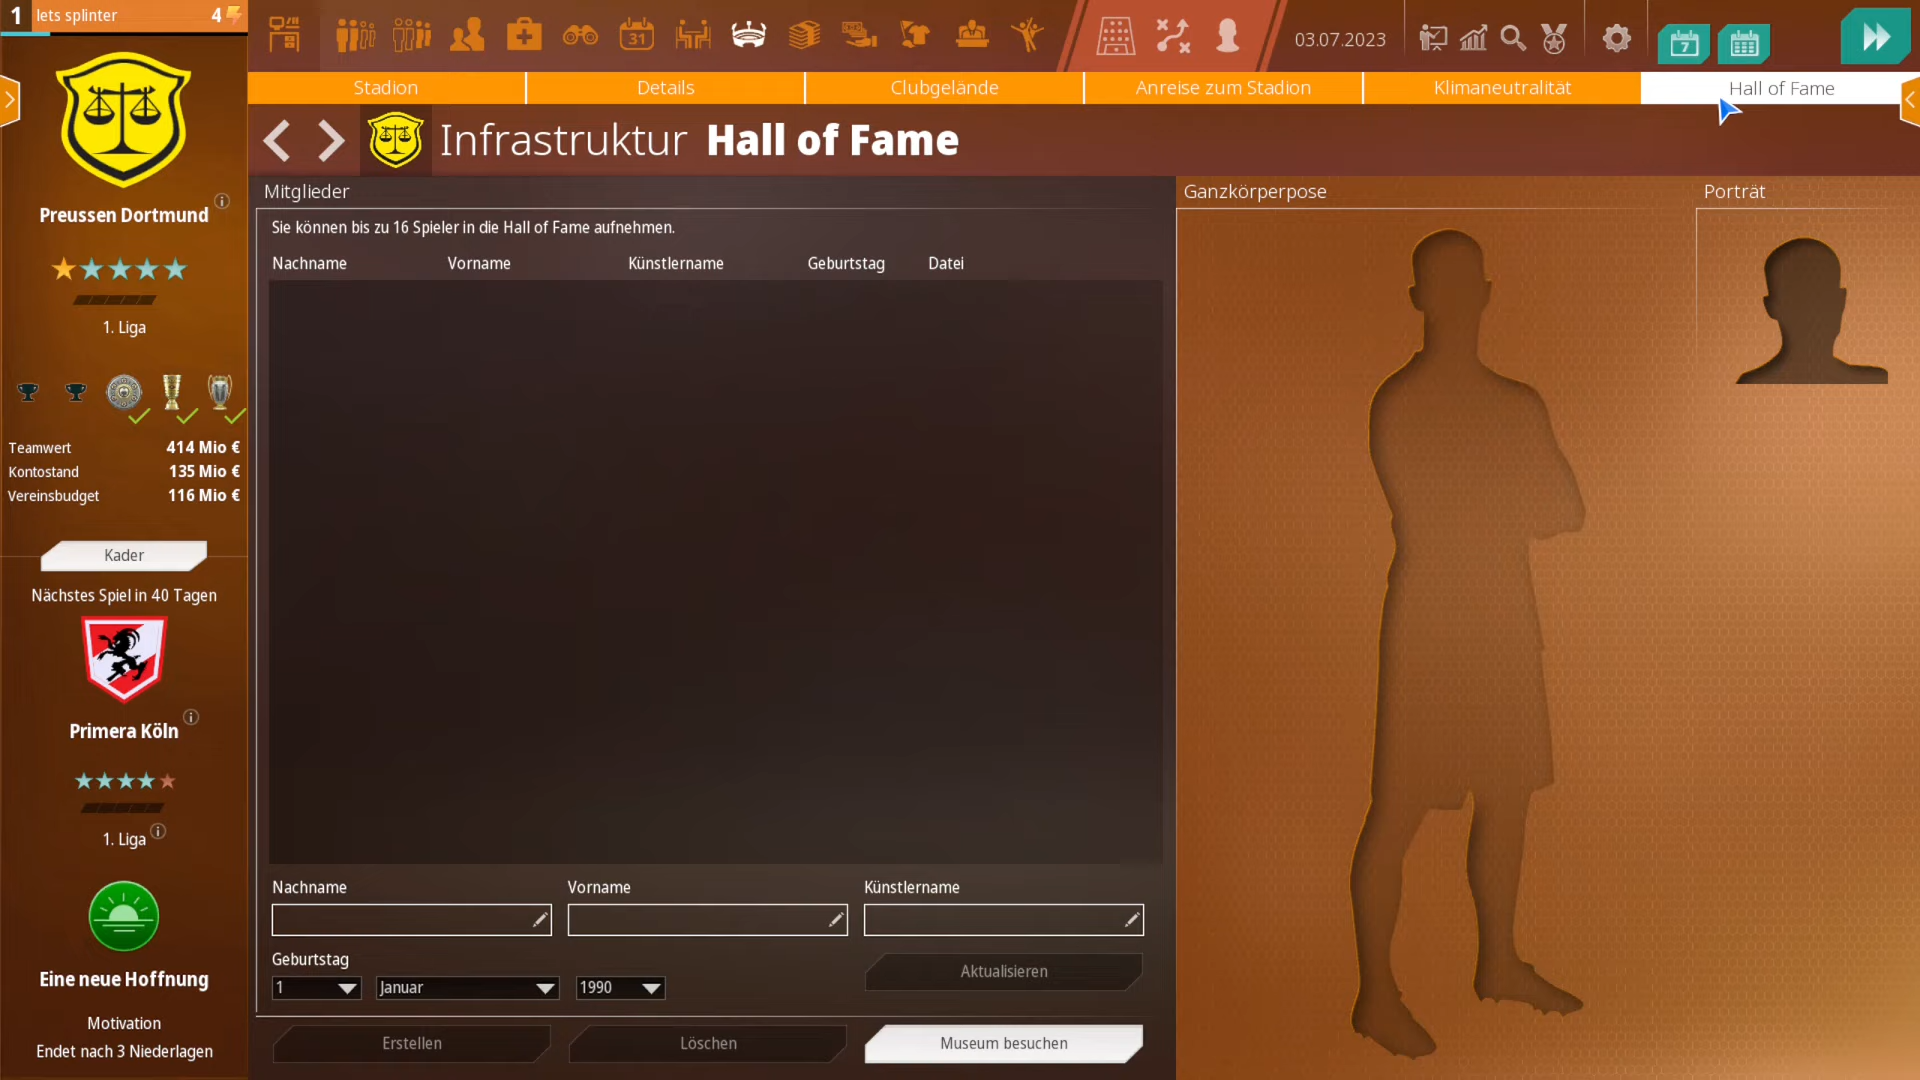 1 lets splinter 4
31
03.07.2023
7
Stadion Details Clubgelände Anreise zum Stadion Klimaneutralität Hall of Fame
Infrastruktur Hall of Fame
Preussen Dortmund
1. Liga
Teamwert 414 Mio €
Kontostand 135 Mio €
Vereinsbudget 116 Mio €
Kader
Nächstes Spiel in 40 Tagen
Primera Köln
1. Liga
Eine neue Hoffnung
Motivation
Endet nach 3 Niederlagen
Mitglieder
Sie können bis zu 16 Spieler in die Hall of Fame aufnehmen.
Nachname Vorname Künstlername Geburtstag Datei
Nachname Vorname Künstlername
Geburtstag
1 Januar 1990
Aktualisieren
Erstellen Löschen Museum besuchen
Ganzkörperpose
Porträt